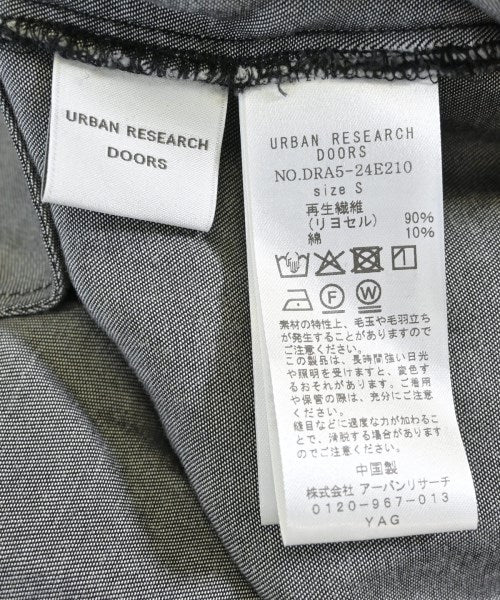 URBAN RESEARCH
DOORS
URBAN RESEARCH
DOORS
NO.DRA5-24E210
size S
再生繊維
(リヨセル) 90%
綿 10%
F W
素材の特性上、毛玉や毛羽立ち
が発生することがありますので
ご注意ください。
この製品は、長時間強い日光
や照明を受けますと、変色す
るおそれがあります。ご着用
や保管の際は、充分にご注意
ください。
縫目などに過度な力が加わるこ
とで、滑脱する場合があります
のでご注意ください。
中国製
株式会社 アーバンリサーチ
0120-967-013
YAG